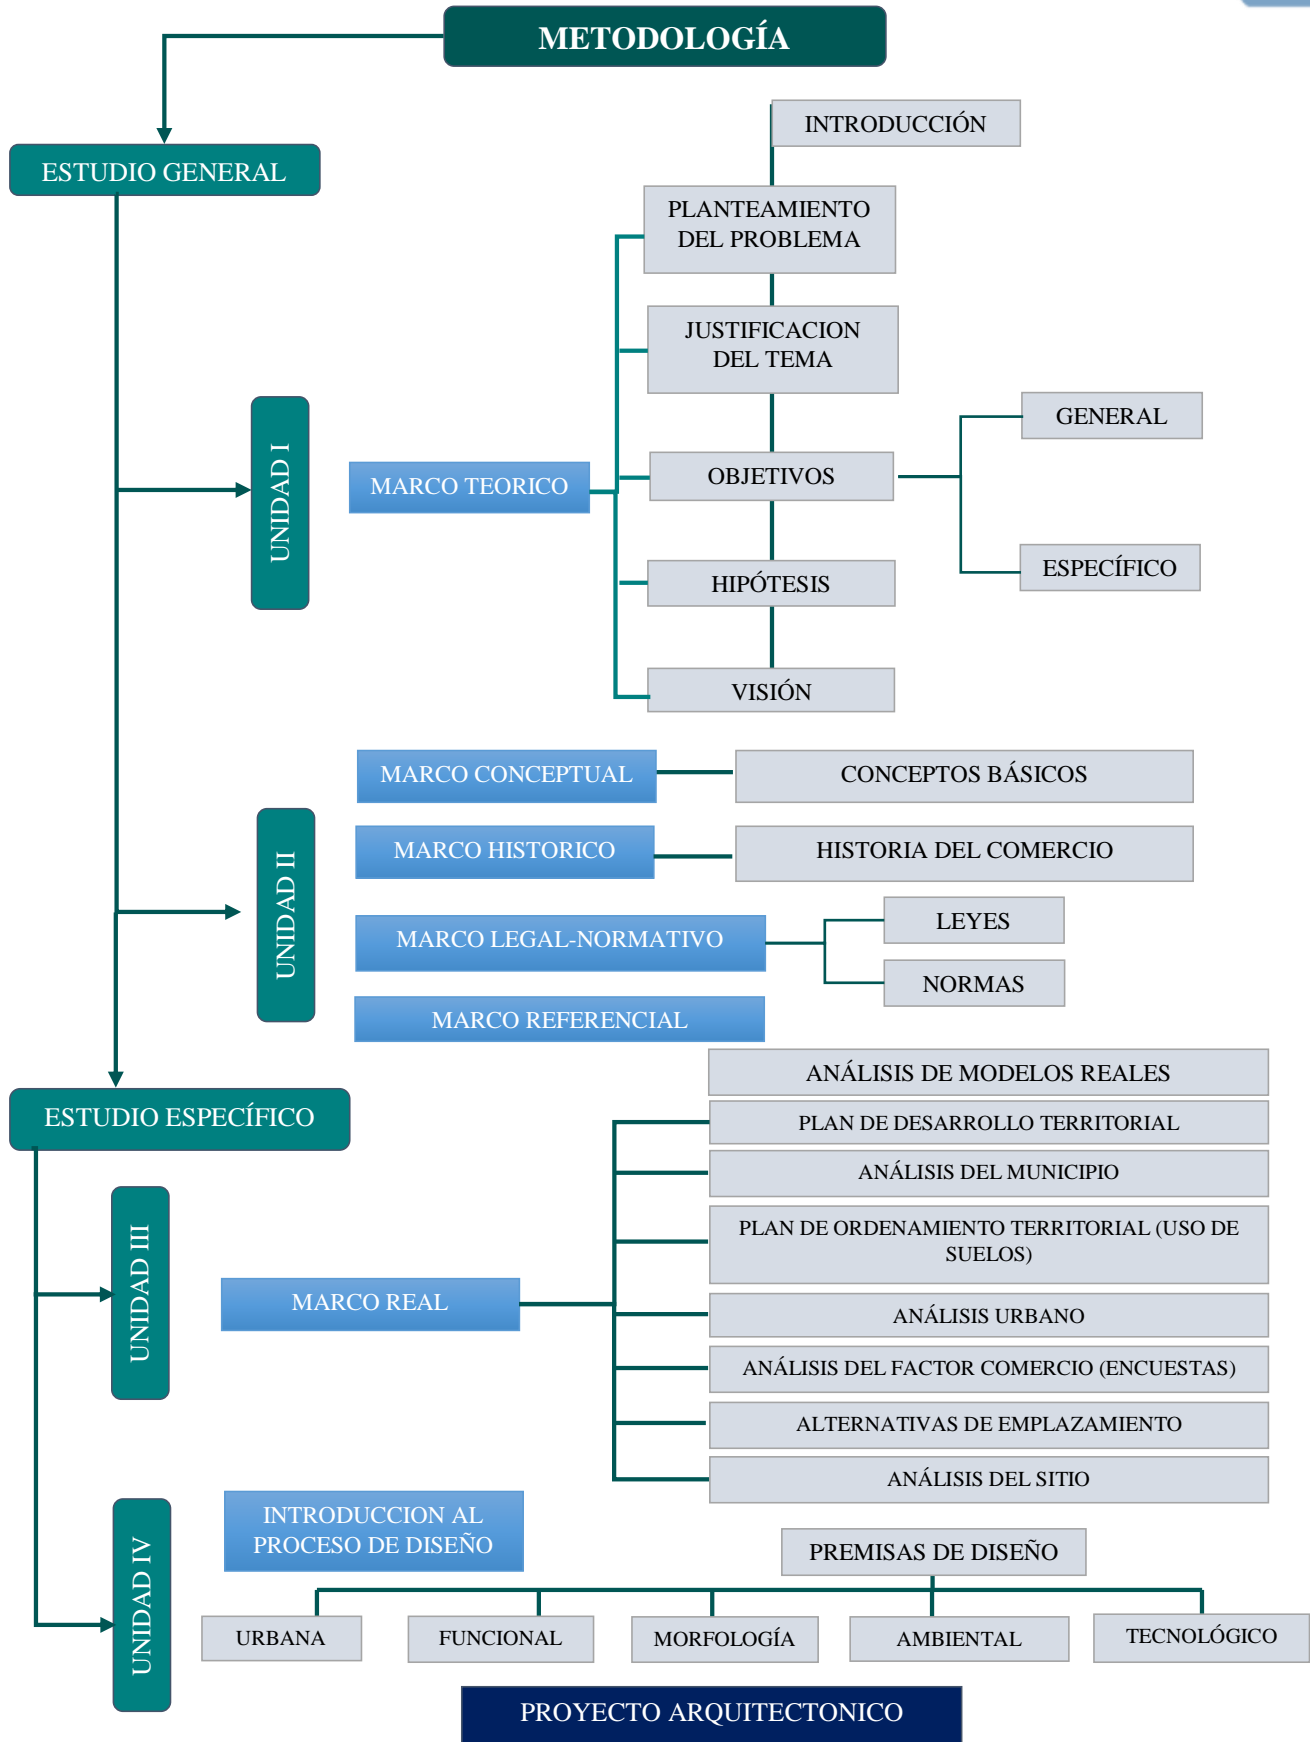 METODOLOGÍA
INTRODUCCIÓN
ESTUDIO GENERAL
PLANTEAMIENTO
DEL PROBLEMA
JUSTIFICACION
DEL TEMA
UNIDAD I
MARCO TEORICO
OBJETIVOS
GENERAL
ESPECÍFICO
HIPÓTESIS
VISIÓN
UNIDAD II
MARCO CONCEPTUAL
CONCEPTOS BÁSICOS
MARCO HISTORICO
HISTORIA DEL COMERCIO
MARCO LEGAL-NORMATIVO
LEYES
NORMAS
MARCO REFERENCIAL
ANÁLISIS DE MODELOS REALES
ESTUDIO ESPECÍFICO
UNIDAD III
MARCO REAL
PLAN DE DESARROLLO TERRITORIAL
ANÁLISIS DEL MUNICIPIO
PLAN DE ORDENAMIENTO TERRITORIAL (USO DE
SUELOS)
ANÁLISIS URBANO
ANÁLISIS DEL FACTOR COMERCIO (ENCUESTAS)
ALTERNATIVAS DE EMPLAZAMIENTO
ANÁLISIS DEL SITIO
UNIDAD IV
INTRODUCCION AL
PROCESO DE DISEÑO
PREMISAS DE DISEÑO
URBANA
FUNCIONAL
MORFOLOGÍA
AMBIENTAL
TECNOLÓGICO
PROYECTO ARQUITECTONICO